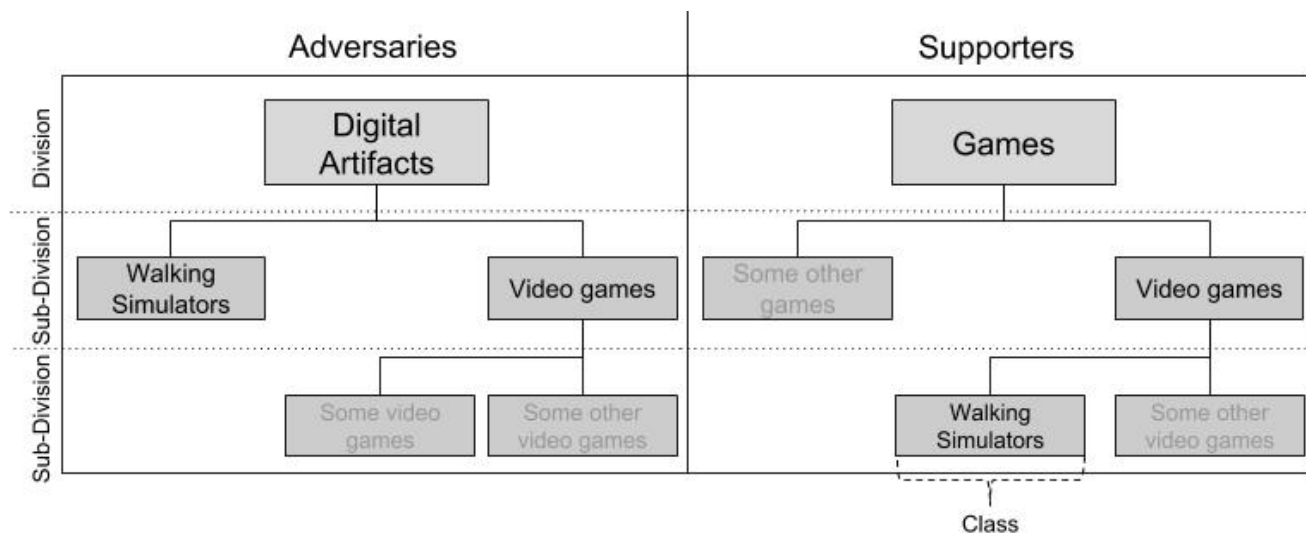 Adversaries
Supporters
Division
Digital
Artifacts
Games
Sub-Division
Walking
Simulators
Video games
Some other
games
Video games
Sub-Division
Some video
games
Some other
video games
Walking
Simulators
Some other
video games
Class